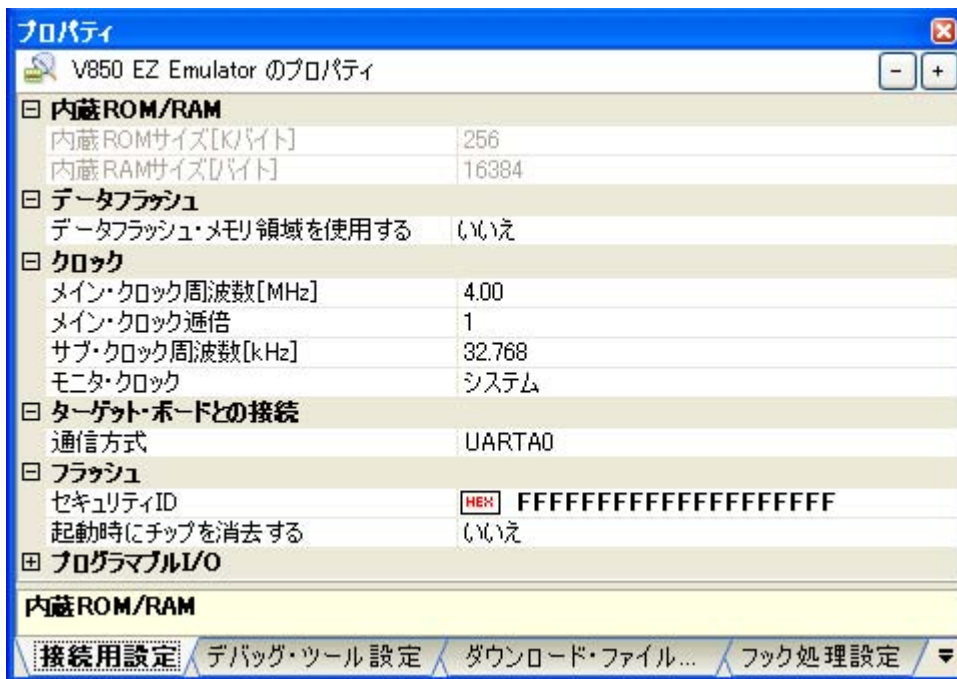 プロパティ
V850 EZ Emulator のプロパティ
内蔵ROM/RAM
内蔵ROMサイズ[Kバイト] 256
内蔵RAMサイズ[バイト] 16384
データフラッシュ
データフラッシュ・メモリ領域を使用する いいえ
クロック
メイン・クロック周波数[MHz] 4.00
メイン・クロック逓倍 1
サブ・クロック周波数[kHz] 32.768
モニタ・クロック システム
ターゲット・ボードとの接続
通信方式 UARTA0
フラッシュ
セキュリティID HEX FFFFFFFFFFFFFFFFFFFF
起動時にチップを消去する いいえ
プログラマブルI/O
内蔵ROM/RAM
接続用設定 デバッグ・ツール設定 ダウンロード・ファイル... フック処理設定